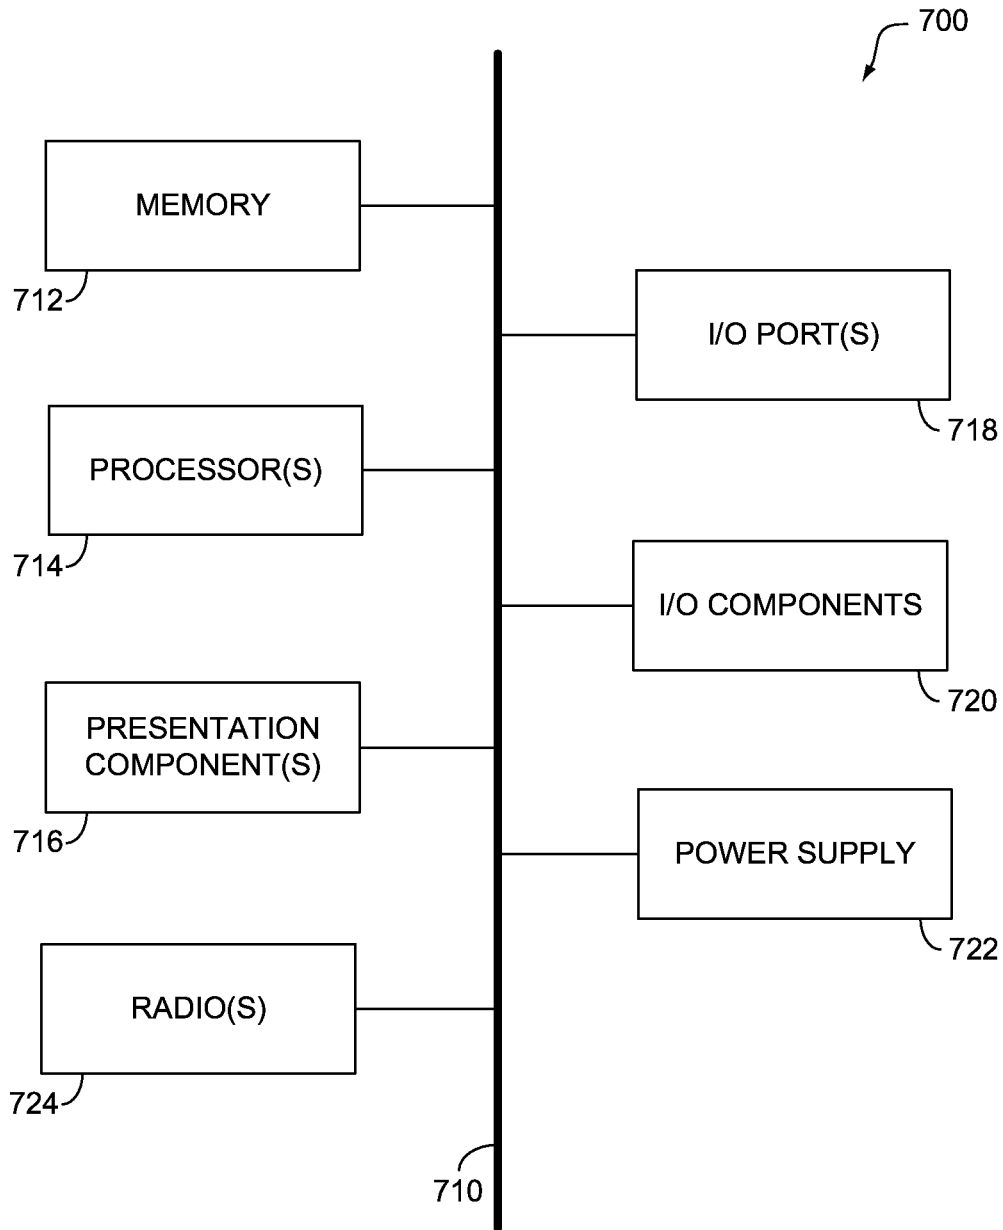 700
MEMORY
712
I/O PORT(S)
718
PROCESSOR(S)
714
I/O COMPONENTS
720
PRESENTATION
COMPONENT(S)
716
POWER SUPPLY
722
RADIO(S)
724
710